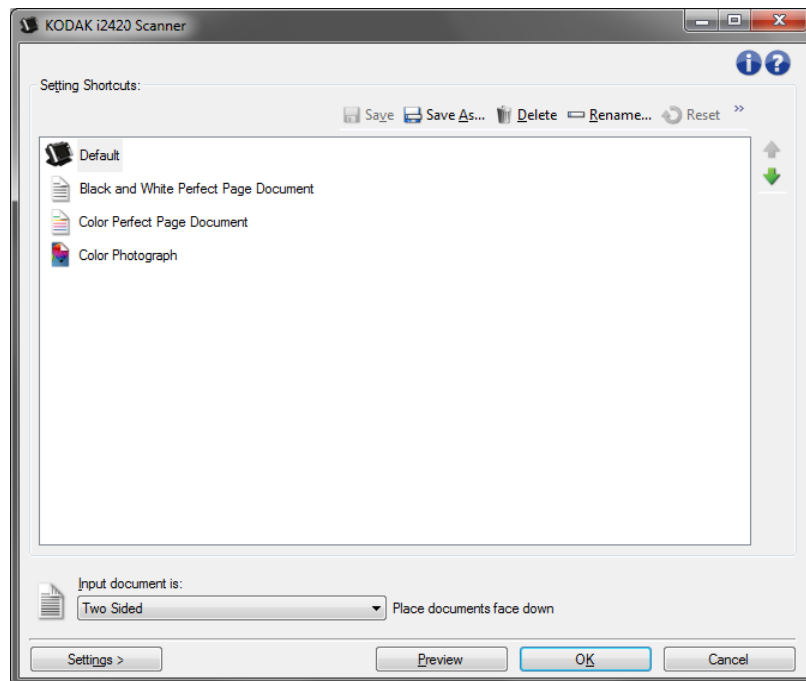 KODAK i2420 Scanner
Setting Shortcuts:
Save Save As... Delete Rename... Reset »
Default
Black and White Perfect Page Document
Color Perfect Page Document
Color Photograph
Input document is:
Two Sided Place documents face down
Settings > Preview OK Cancel